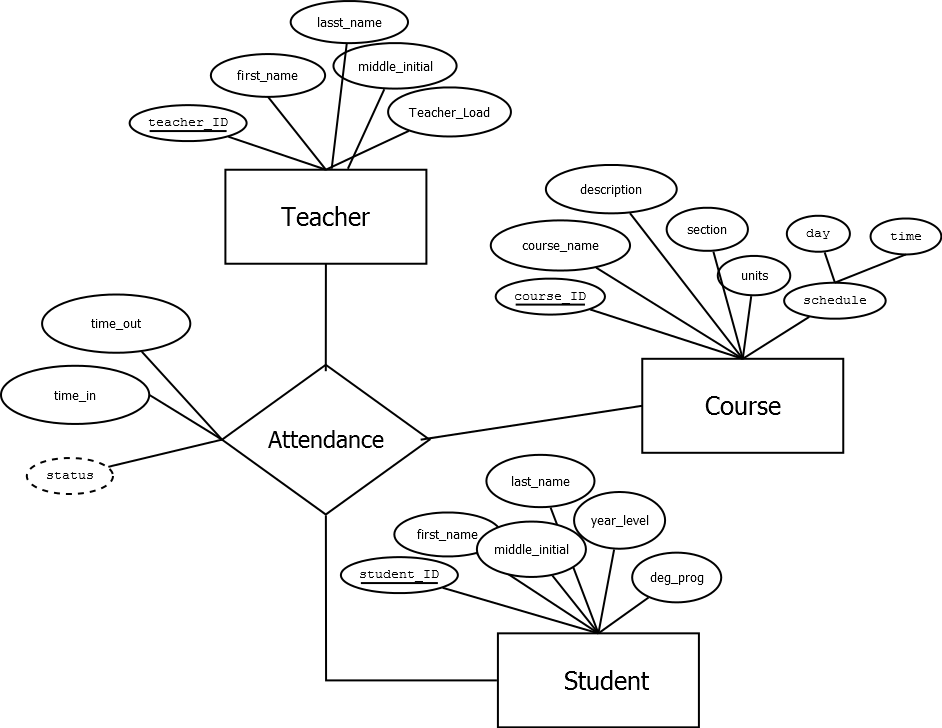 lasst_name
first_name
middle_initial
teacher_ID
Teacher_Load
Teacher
description
section
day
time
course_name
units
course_ID
schedule
Course
time_out
time_in
status
Attendance
last_name
first_name
middle_initial
year_level
student_ID
deg_prog
Student